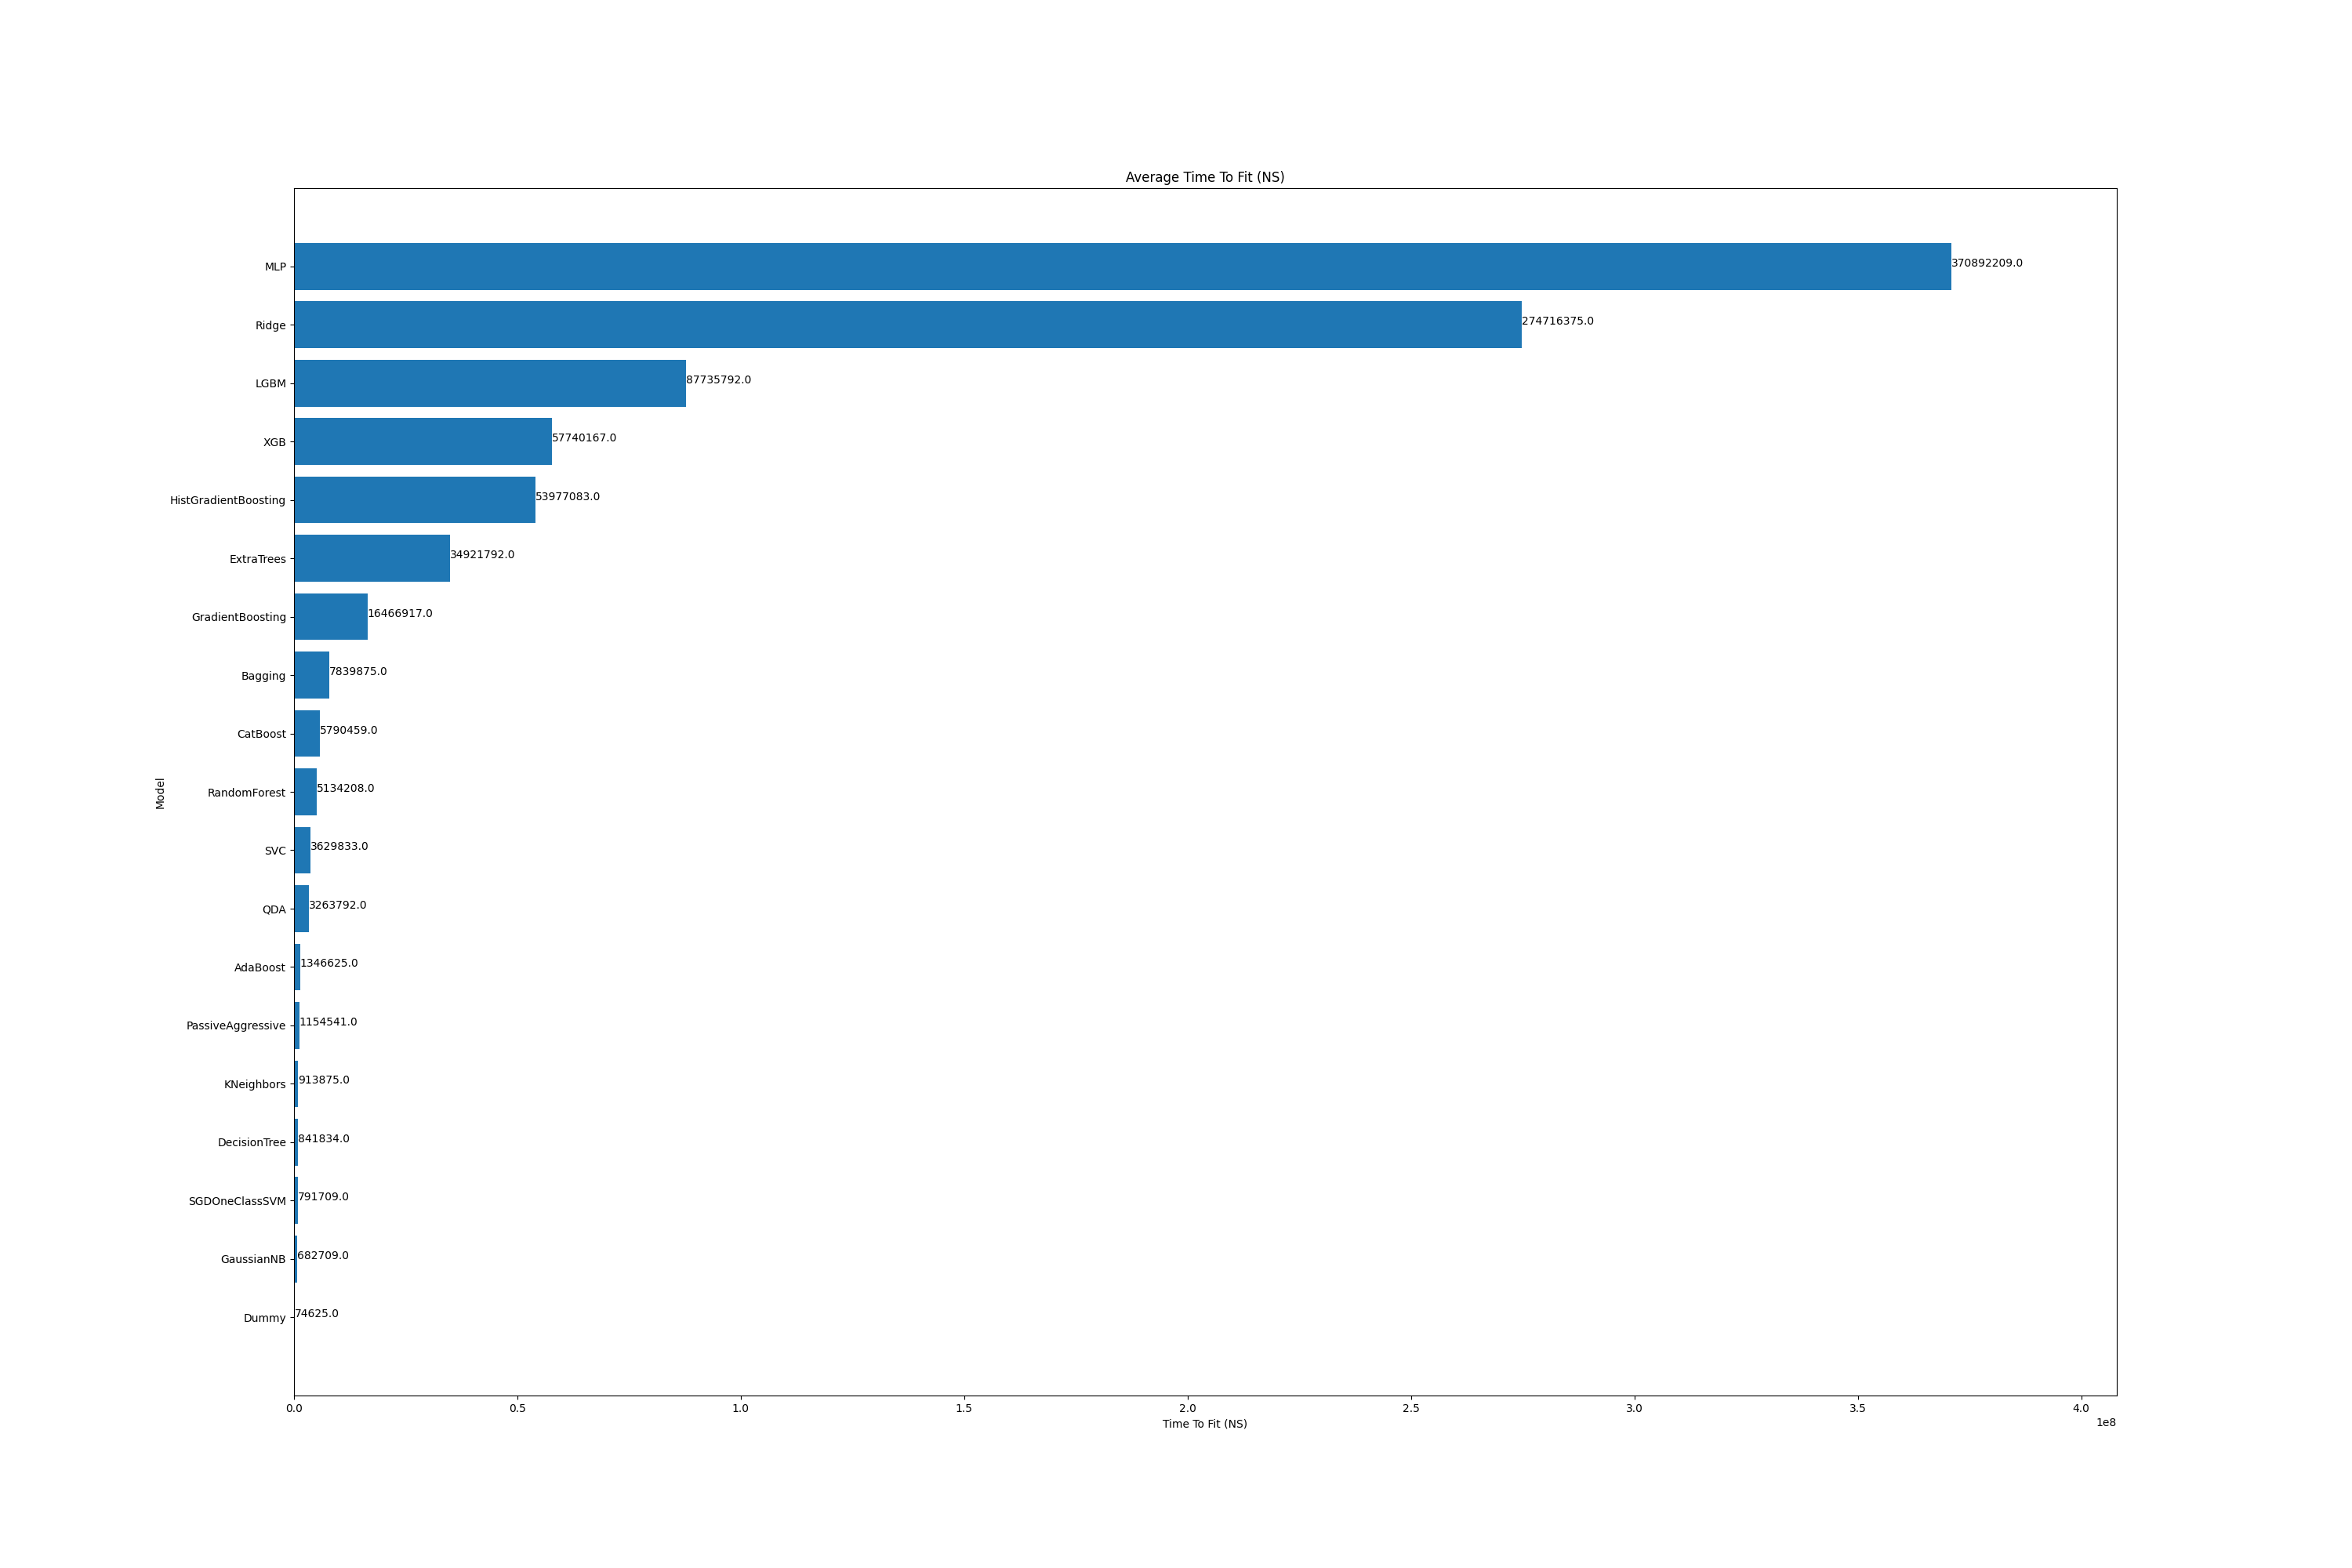 Average Time To Fit (NS)
MLP 370892209.0
Ridge 274716375.0
LGBM 87735792.0
XGB 57740167.0
HistGradientBoosting 53977083.0
ExtraTrees 34921792.0
GradientBoosting 16466917.0
Bagging 7839875.0
CatBoost 5790459.0
RandomForest 5134208.0
SVC 3629833.0
QDA 3263792.0
AdaBoost 1346625.0
PassiveAggressive 1154541.0
KNeighbors 913875.0
DecisionTree 841834.0
SGDOneClassSVM 791709.0
GaussianNB 682709.0
Dummy 74625.0
Model
0.0 0.5 1.0 1.5 2.0 2.5 3.0 3.5 4.0
Time To Fit (NS)
1e8